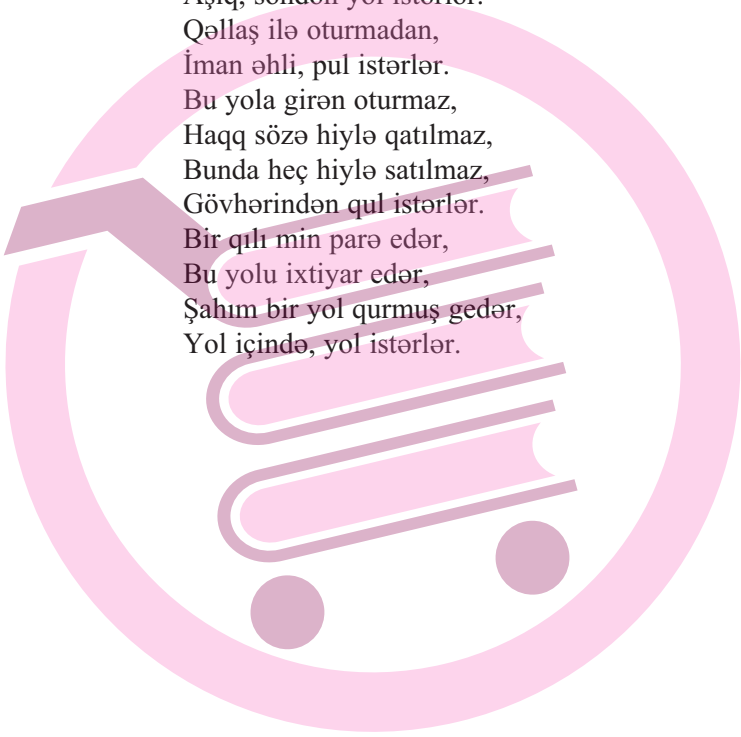 Qəllaş ilə oturmadan,
İman əhli, pul istərlər.
Bu yola girən oturmaz,
Haqq sözə hiylə qatılmaz,
Bunda heç hiylə satılmaz,
Gövhərindən qul istərlər.
Bir qılı min parə edər,
Bu yolu ixtiyar edər,
Şahım bir yol qurmuş gedər,
Yol içində, yol istərlər.